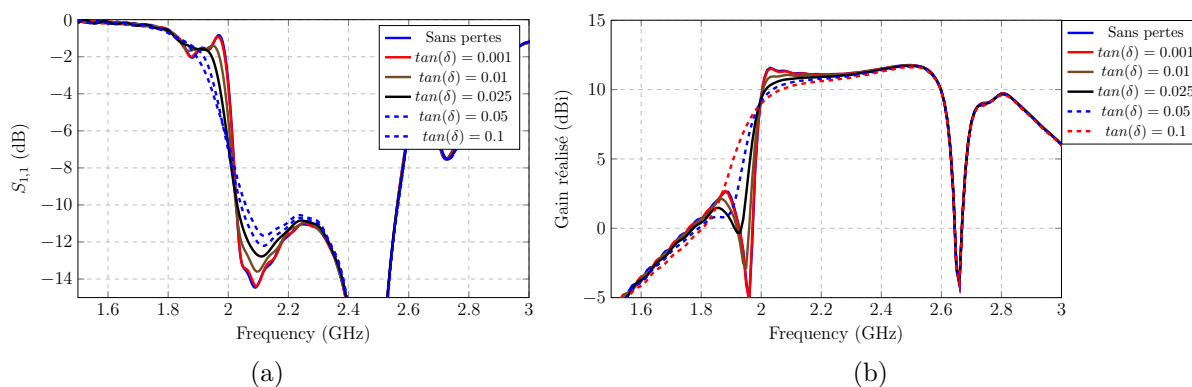 0
−2
−4
−6
−8
−10
−12
−14
1.6
1.8
2
2.2
2.4
2.6
2.8
3
Frequency (GHz)
S1,1 (dB)
Sans pertes
tan(δ) = 0.001
tan(δ) = 0.01
tan(δ) = 0.025
tan(δ) = 0.05
tan(δ) = 0.1
(a)
15
10
5
0
−5
1.6
1.8
2
2.2
2.4
2.6
2.8
3
Frequency (GHz)
Gain réalisé (dBi)
Sans pertes
tan(δ) = 0.001
tan(δ) = 0.01
tan(δ) = 0.025
tan(δ) = 0.05
tan(δ) = 0.1
(b)